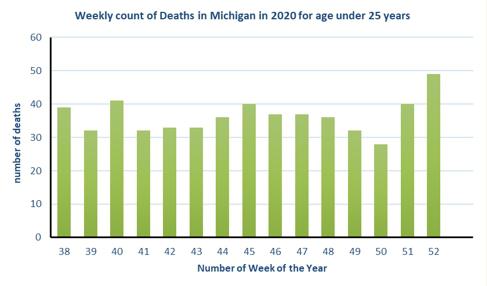 Weekly count of Deaths in Michigan in 2020 for age under 25 years
number of deaths
60
50
40
30
20
10
0
38 39 40 41 42 43 44 45 46 47 48 49 50 51 52
Number of Week of the Year